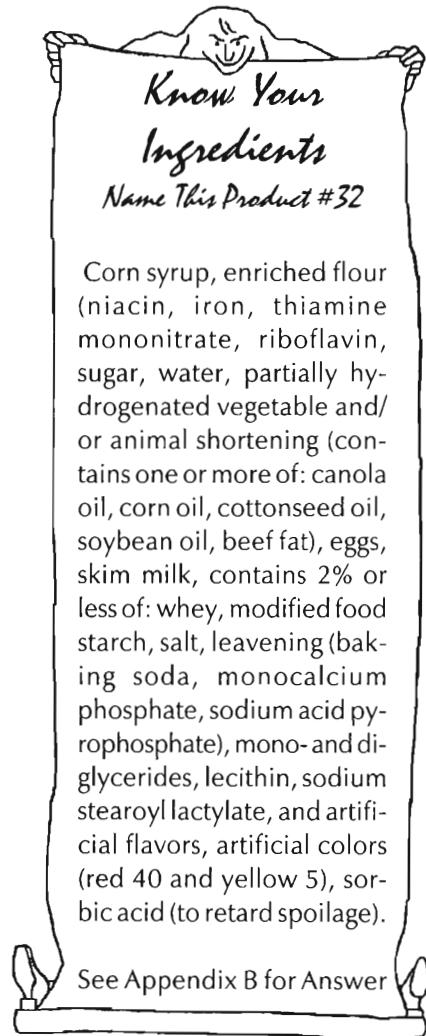 Know Your
Ingredients
Name This Product #32
Corn syrup, enriched flour
(niacin, iron, thiamine
mononitrate, riboflavin,
sugar, water, partially hy-
drogenated vegetable and/
or animal shortening (con-
tains one or more of: canola
oil, corn oil, cottonseed oil,
soybean oil, beef fat), eggs,
skim milk, contains 2% or
less of: whey, modified food
starch, salt, leavening (bak-
ing soda, monocalcium
phosphate, sodium acid py-
rophosphate), mono- and di-
glycerides, lecithin, sodium
stearoyl lactylate, and artifi-
cial flavors, artificial colors
(red 40 and yellow 5), sor-
bic acid (to retard spoilage).
See Appendix B for Answer